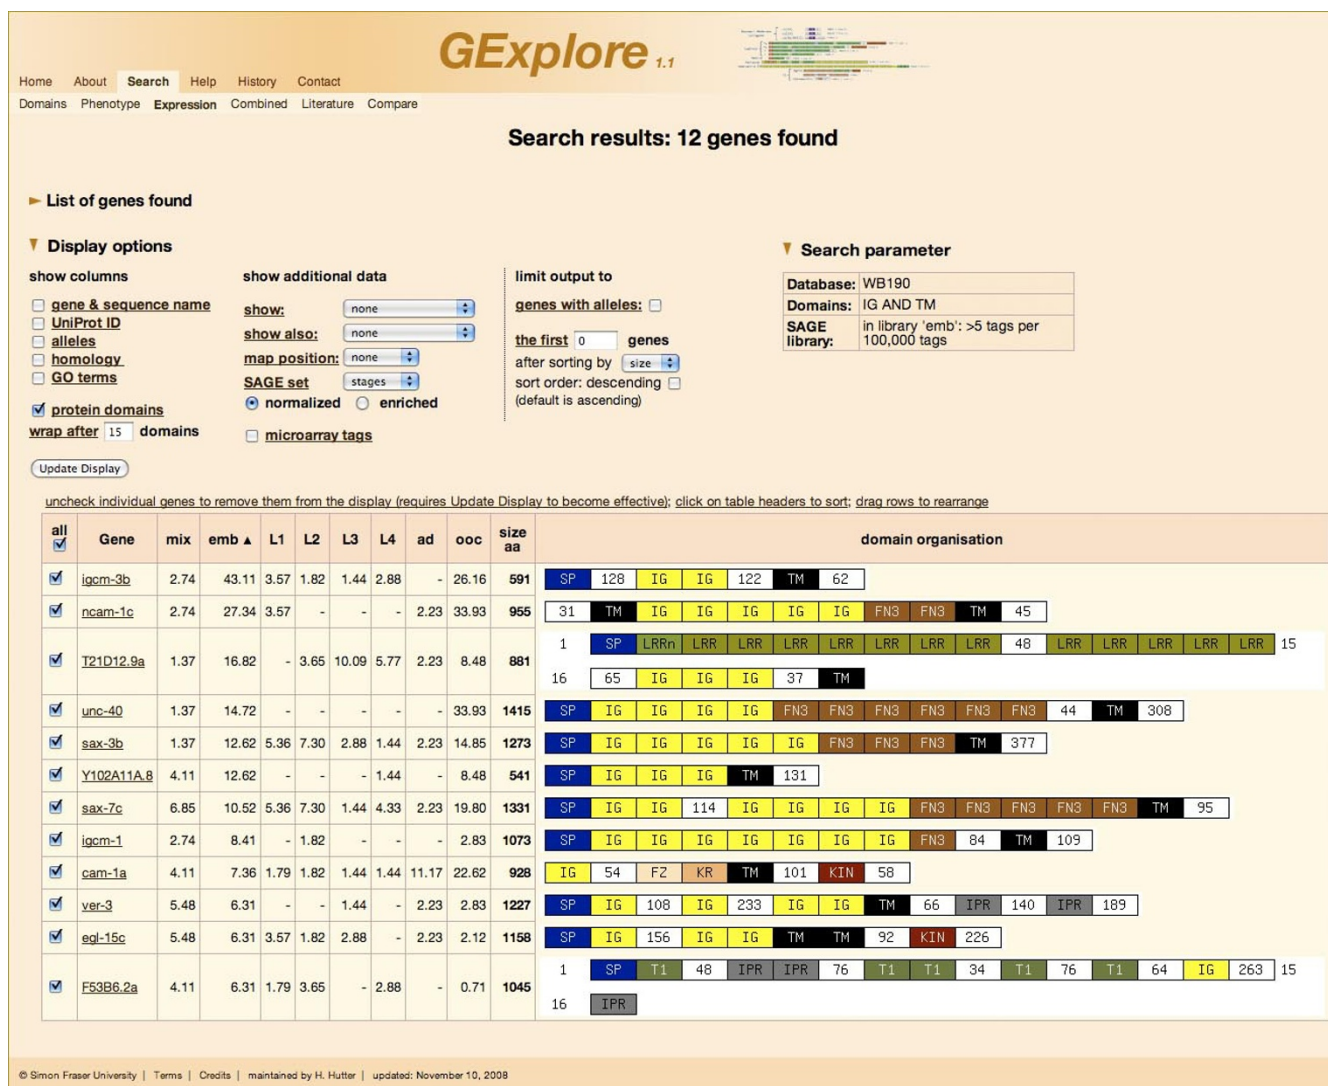 GExplore 1.1
Home About Search Help History Contact
Domains Phenotype Expression Combined Literature Compare
Search results: 12 genes found
List of genes found
Display options
show columns
gene & sequence name
UniProt ID
alleles
homology
GO terms
protein domains
wrap after 15 domains
show additional data
show: none
show also: none
map position: none
SAGE set stages
normalized enriched
microarray tags
limit output to
genes with alleles:
the first 0 genes
after sorting by size
sort order: descending
(default is ascending)
Search parameter
Database: WB190
Domains: IG AND TM
SAGE library: in library 'emb': >5 tags per
100,000 tags
Update Display
uncheck individual genes to remove them from the display (requires Update Display to become effective); click on table headers to sort; drag rows to rearrange
all Gene mix emb ▲ L1 L2 L3 L4 ad ooc size aa domain organisation
igcm-3b 2.74 43.11 3.57 1.82 1.44 2.88 - 26.16 591 SP 128 IG IG 122 TM 62
ncam-1c 2.74 27.34 3.57 - - - 2.23 33.93 955 31 TM IG IG IG IG IG FN3 FN3 TM 45
T21D12.9a 1.37 16.82 - 3.65 10.09 5.77 2.23 8.48 881 1 SP LRRn LRR LRR LRR LRR LRR LRR LRR 48 LRR LRR LRR LRR LRR 15
16 65 IG IG IG 37 TM
unc-40 1.37 14.72 - - - - - 33.93 1415 SP IG IG IG IG FN3 FN3 FN3 FN3 FN3 FN3 44 TM 308
sax-3b 1.37 12.62 5.36 7.30 2.88 1.44 2.23 14.85 1273 SP IG IG IG IG IG FN3 FN3 FN3 TM 377
Y102A11A.8 4.11 12.62 - - - 1.44 - 8.48 541 SP IG IG IG TM 131
sax-7c 6.85 10.52 5.36 7.30 1.44 4.33 2.23 19.80 1331 SP IG IG 114 IG IG IG IG FN3 FN3 FN3 FN3 FN3 TM 95
igcm-1 2.74 8.41 - 1.82 - - - 2.83 1073 SP IG IG IG IG IG IG IG FN3 84 TM 109
cam-1a 4.11 7.36 1.79 1.82 1.44 1.44 11.17 22.62 928 IG 54 FZ KR TM 101 KIN 58
ver-3 5.48 6.31 - - 1.44 - 2.23 2.83 1227 SP IG 108 IG 233 IG IG TM 66 IPR 140 IPR 189
egl-15c 5.48 6.31 3.57 1.82 2.88 - 2.23 2.12 1158 SP IG 156 IG IG TM TM 92 KIN 226
F53B6.2a 4.11 6.31 1.79 3.65 - 2.88 - 0.71 1045 1 SP T1 48 IPR IPR 76 T1 T1 34 T1 76 T1 64 IG 263 15
16 IPR
© Simon Fraser University | Terms | Credits | maintained by H. Hutter | updated: November 10, 2008